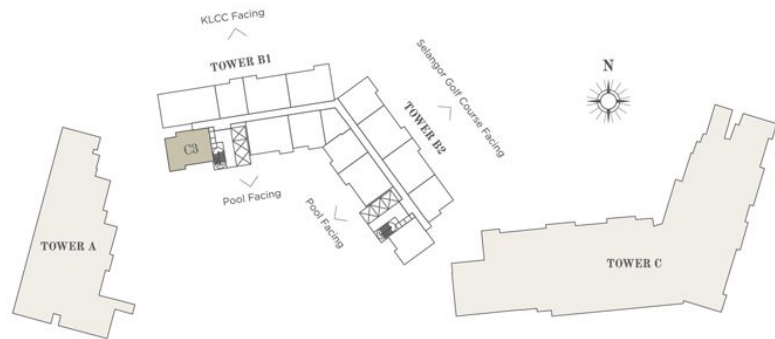 KLCC Facing
TOWER B1
Selangor Golf Course Facing
N
TOWER B2
C3
Pool Facing
Pool Facing
TOWER A
TOWER C